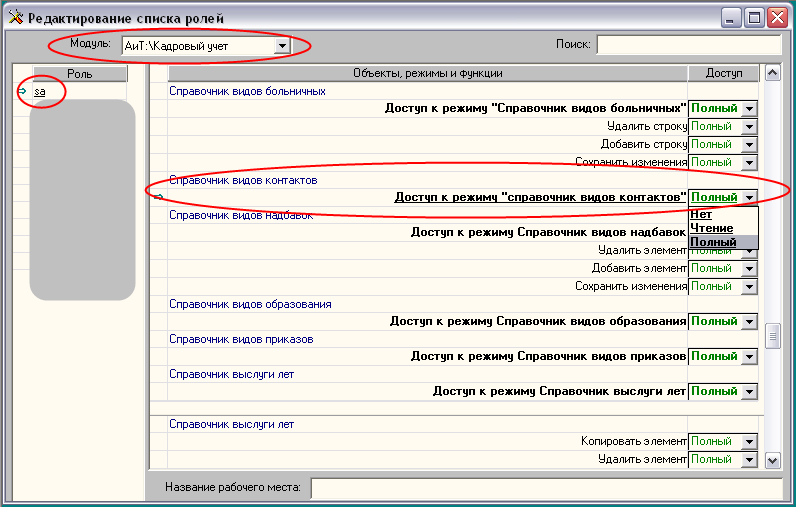 Редактирование списка ролей
Модуль: АиТ:\Кадровый учет Поиск:
Роль Объекты, режимы и функции Доступ
sa Справочник видов больничных
Доступ к режиму "Справочник видов больничных" Полный
Удалить строку Полный
Добавить строку Полный
Сохранить изменения Полный
Справочник видов контактов
Доступ к режиму "справочник видов контактов" Полный
Нет
Справочник видов надбавок
Чтение
Доступ к режиму Справочник видов надбавок
Полный
Удалить элемент Полный
Добавить элемент Полный
Сохранить изменения Полный
Справочник видов образования
Доступ к режиму Справочник видов образования Полный
Справочник видов приказов
Доступ к режиму Справочник видов приказов Полный
Справочник выслуги лет
Доступ к режиму Справочник выслуги лет Полный
Справочник выслуги лет
Копировать элемент Полный
Удалить элемент Полный
Название рабочего места: